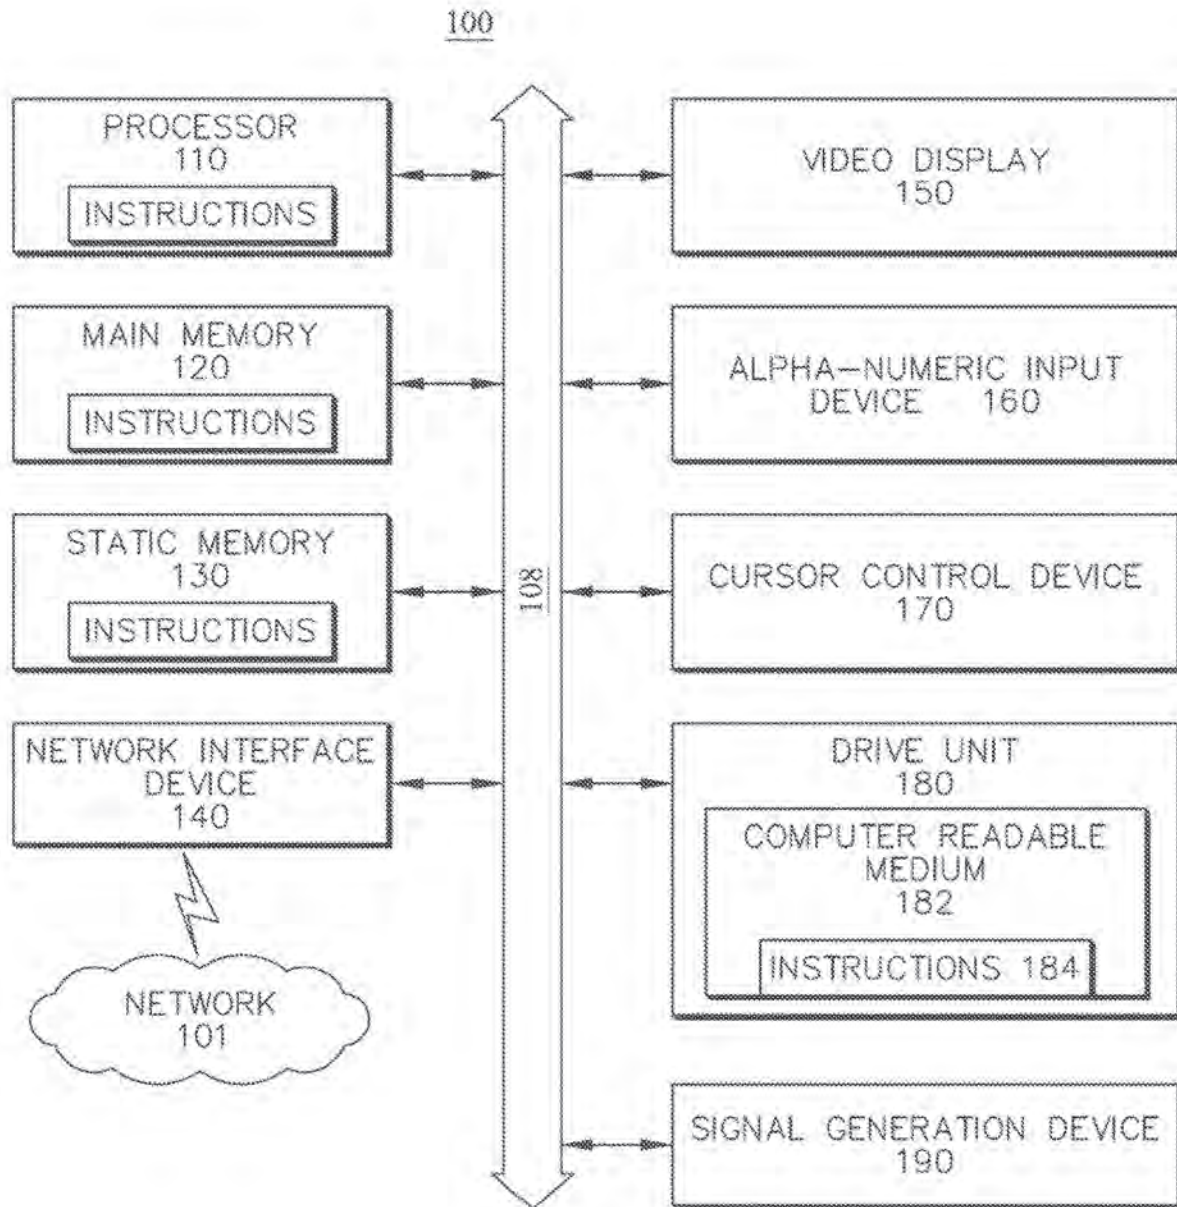 100
PROCESSOR
110
INSTRUCTIONS
MAIN MEMORY
120
INSTRUCTIONS
STATIC MEMORY
130
INSTRUCTIONS
NETWORK INTERFACE
DEVICE
140
NETWORK
101
108
VIDEO DISPLAY
150
ALPHA-NUMERIC INPUT
DEVICE 160
CURSOR CONTROL DEVICE
170
DRIVE UNIT
180
COMPUTER READABLE
MEDIUM
182
INSTRUCTIONS 184
SIGNAL GENERATION DEVICE
190